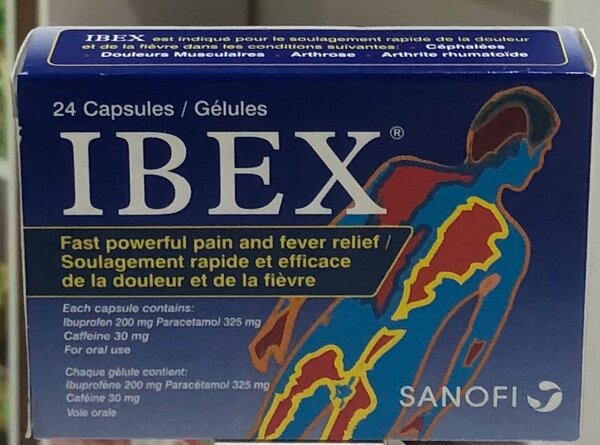 IBEX est indiqué pour le soulagement rapide de la douleur
et de la fièvre dans les conditions suivantes: - Céphalées
- Douleurs Musculaires - Arthrose - Arthrite rhumatoïde
24 Capsules / Gélules
IBEX®
Fast powerful pain and fever relief /
Soulagement rapide et efficace
de la douleur et de la fièvre
Each capsule contains:
Ibuprofen 200 mg Paracetamol 325 mg
Caffeine 30 mg
For oral use
Chaque gélule contient:
Ibuprofène 200 mg Paracétamol 325 mg
Caféine 30 mg
Voie orale
SANOFI